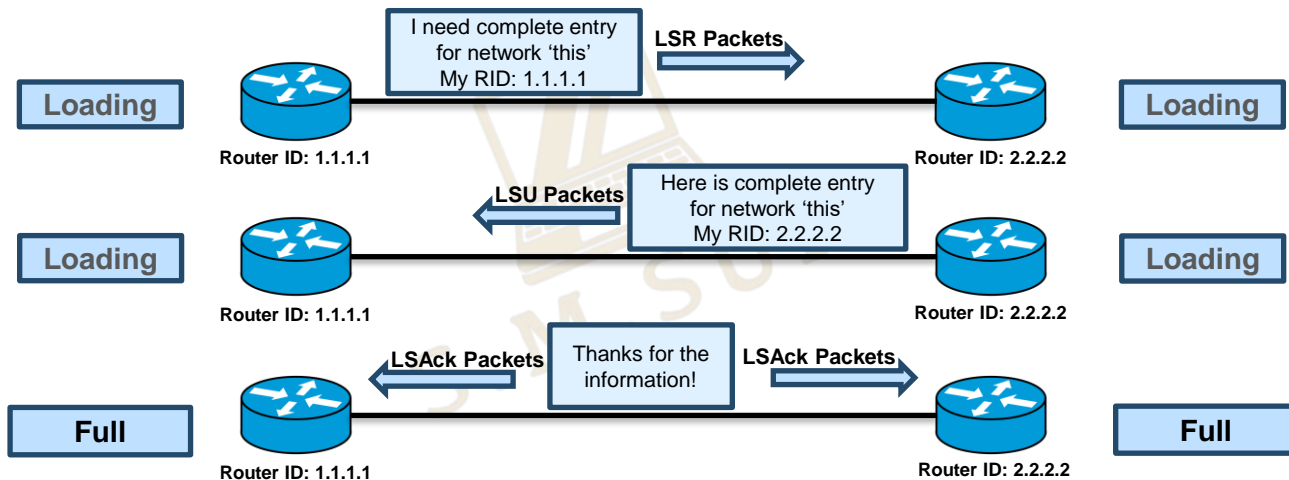 I need complete entry
for network ‘this’
My RID: 1.1.1.1
LSR Packets
Loading
Loading
Router ID: 1.1.1.1
Router ID: 2.2.2.2
LSU Packets
Here is complete entry
for network ‘this’
My RID: 2.2.2.2
Loading
Loading
Router ID: 1.1.1.1
Router ID: 2.2.2.2
LSAck Packets
Thanks for the
information!
LSAck Packets
Full
Full
Router ID: 1.1.1.1
Router ID: 2.2.2.2